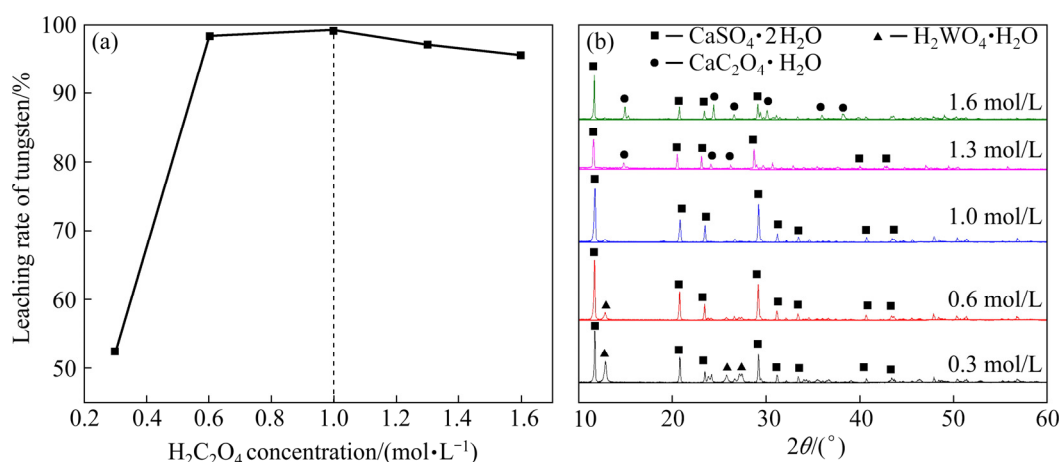 (a)
100
90
80
70
60
50
Leaching rate of tungsten/%
0.2 0.4 0.6 0.8 1.0 1.2 1.4 1.6
H₂C₂O₄ concentration/(mol•L⁻¹)
(b) ■ — CaSO₄•2H₂O ▲ — H₂WO₄•H₂O
● — CaC₂O₄•H₂O
1.6 mol/L
1.3 mol/L
1.0 mol/L
0.6 mol/L
0.3 mol/L
10 20 30 40 50 60
2θ/(°)